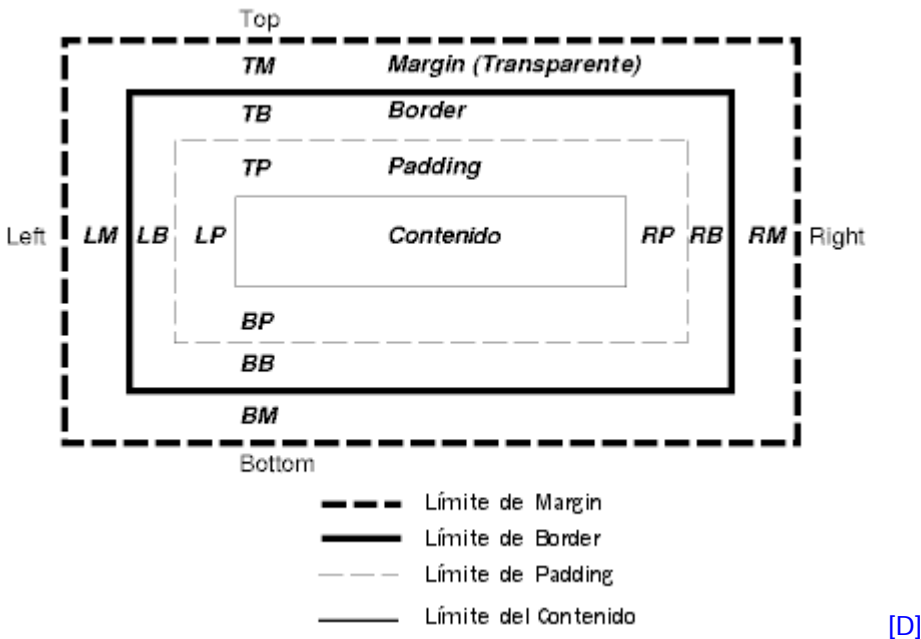 Top
TM Margin (Transparente)
TB Border
TP Padding
Left LM LB LP Contenido RP RB RM Right
BP
BB
BM
Bottom
Límite de Margin
Límite de Border
Límite de Padding
Límite del Contenido
[D]